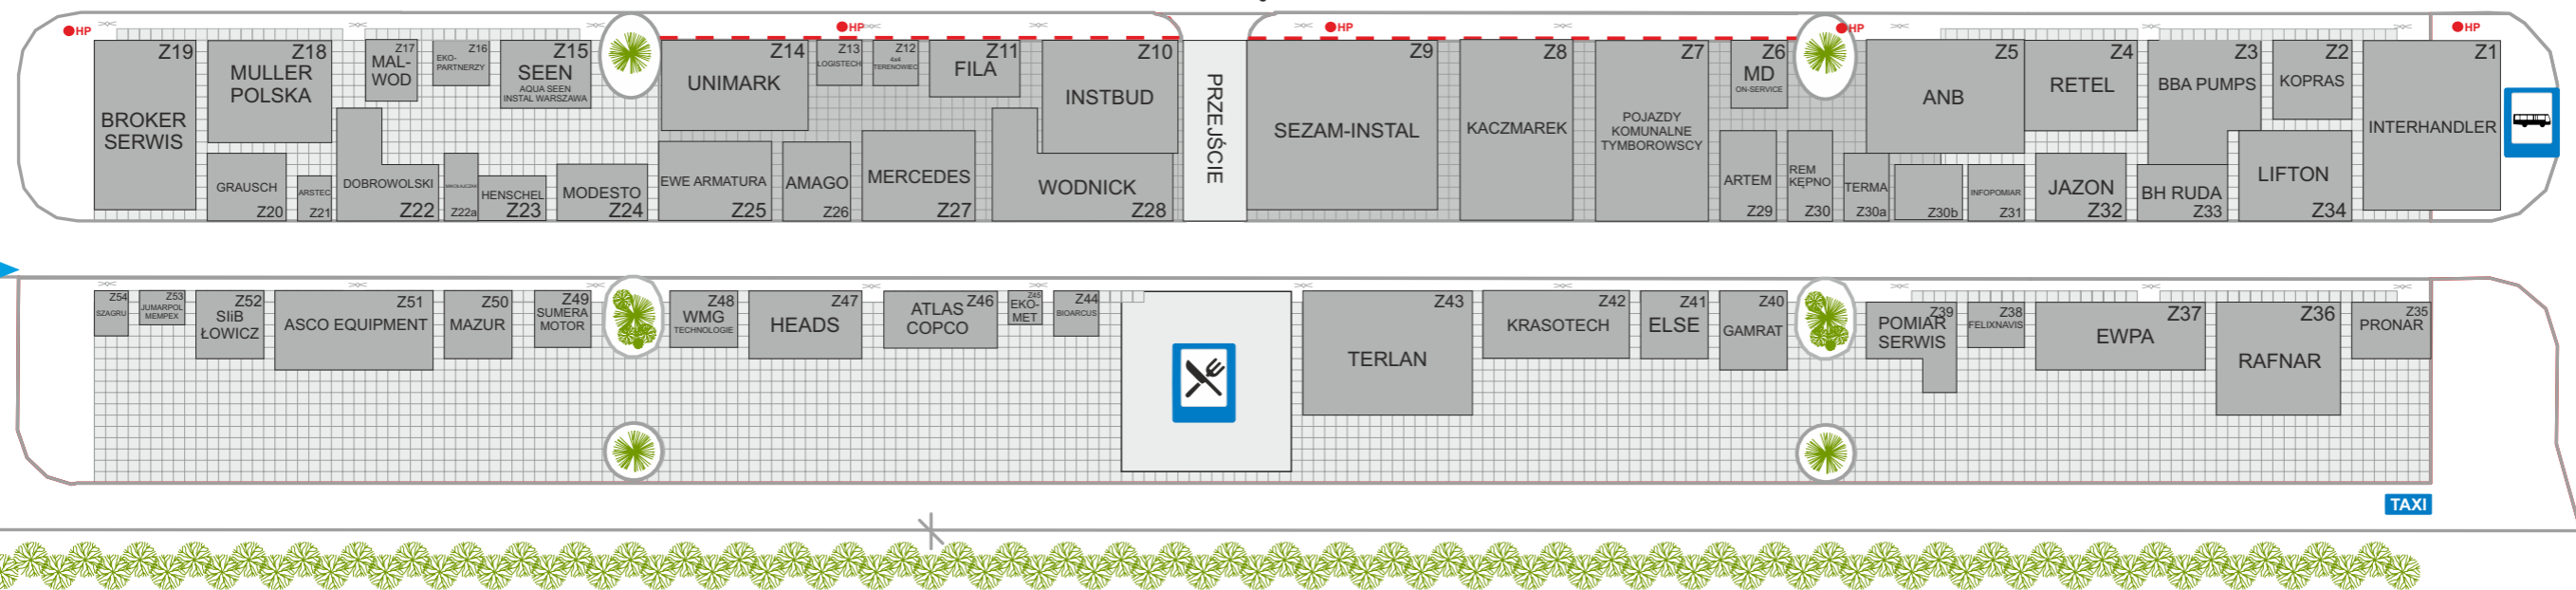 HP
HP
HP
HP
HP
Z19
BROKER
SERWIS
Z18
MULLER
POLSKA
Z17
MAL-
WOD
Z16
EKO-
PARTNERZY
Z15
SEEN
AQUA SEEN
INSTAL WARSZAWA
Z14
UNIMARK
Z13
LOGISTECH
Z12
4x4
TERENOWIEC
Z11
FILA
Z10
INSTBUD
PRZEJŚCIE
Z9
SEZAM-INSTAL
Z8
KACZMAREK
Z7
POJAZDY
KOMUNALNE
TYMBOROWSCY
Z6
MD
ON-SERVICE
Z5
ANB
Z4
RETEL
Z3
BBA PUMPS
Z2
KOPRAS
Z1
INTERHANDLER
GRAUSCH
Z20
ARSTEC
Z21
DOBROWOLSKI
Z22
Z22a
HENSCHEL
Z23
MODESTO
Z24
EWE ARMATURA
Z25
AMAGO
Z26
MERCEDES
Z27
WODNICK
Z28
ARTEM
Z29
REM
KĘPNO
Z30
TERMA
Z30a
Z30b
INFOPOMIAR
Z31
JAZON
Z32
BH RUDA
Z33
LIFTON
Z34
Z54
SZAGRU
Z53
JUMARPOL
MEMPEX
Z52
SIiB
ŁOWICZ
Z51
ASCO EQUIPMENT
Z50
MAZUR
Z49
SUMERA
MOTOR
Z48
WMG
TECHNOLOGIE
Z47
HEADS
Z46
ATLAS
COPCO
Z45
EKO-
MET
Z44
BIOARCUS
Z43
TERLAN
Z42
KRASOTECH
Z41
ELSE
Z40
GAMRAT
Z39
POMIAR
SERWIS
Z38
FELIXNAVIS
Z37
EWPA
Z36
RAFNAR
Z35
PRONAR
TAXI